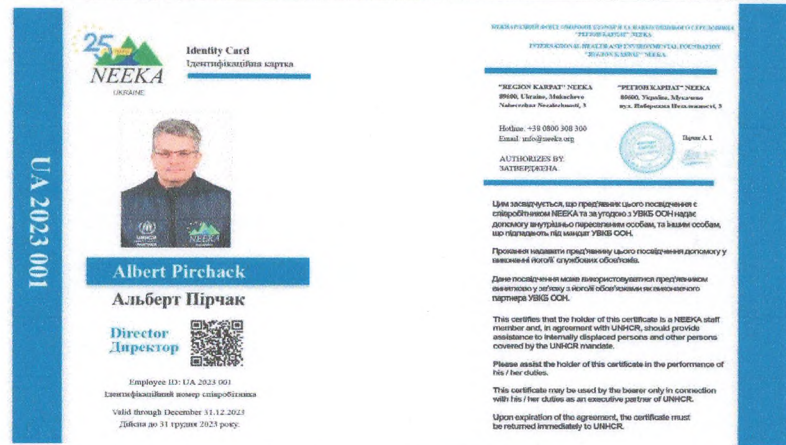 25
NEEKA
UKRAINE
Identity Card
Ідентифікаційна картка
UNHCR
NEEKA
UA 2023 001
Albert Pirchack
Альберт Пірчак
Director
Директор
Employee ID: UA 2023 001
Ідентифікаційний номер співробітника
Valid through December 31.12.2023
Дійсна до 31 грудня 2023 року.
"РЕГІОН КАРПАТ" NEEKA
INTERNATIONAL HEALTH AND ENVIRONMENTAL FOUNDATION
"REGION KARPAT" NEEKA
"REGION KARPAT" NEEKA
89600, Ukraine, Mukachevo
Naberezhna Nezalezhnosti, 3
"РЕГІОН КАРПАТ" NEEKA
89600, Україна, Мукачево
вул. Набережна Незалежності, 3
Hotline: +38 0800 308 300
Email: info@neeka.org
AUTHORIZES BY:
ЗАТВЕРДЖЕНА
Пірчак А. І.
Цим засвідчується, що пред'явник цього посвідчення є
співробітником NEEKA та за угодою з УВКБ ООН надає
допомогу внутрішньо переселеним особам, та іншим особам,
що підпадають під мандат УВКБ ООН.
Прохання надавати пред'явнику цього посвідчення допомогу у
виконанні його/її службових обов'язків.
Дане посвідчення може використовуватися пред'явником
винятково у зв'язку з його/її обов'язками як виконавчого
партнера УВКБ ООН.
This certifies that the holder of this certificate is a NEEKA staff
member and, in agreement with UNHCR, should provide
assistance to internally displaced persons and other persons
covered by the UNHCR mandate.
Please assist the holder of this certificate in the performance of
his / her duties.
This certificate may be used by the bearer only in connection
with his / her duties as an executive partner of UNHCR.
Upon expiration of the agreement, the certificate must
be returned immediately to UNHCR.